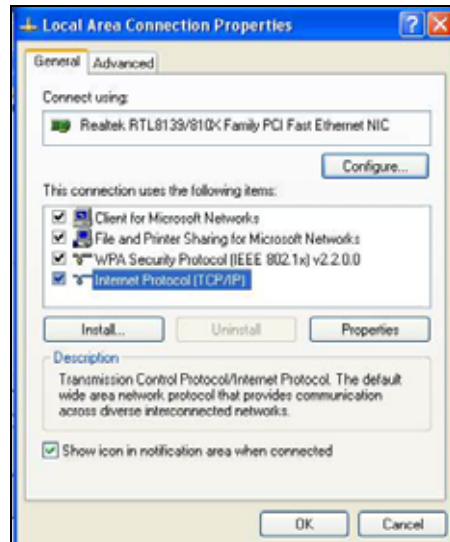 Local Area Connection Properties
General Advanced
Connect using:
Realtek RTL8139/810X Family PCI Fast Ethernet NIC
Configure...
This connection uses the following items:
Client for Microsoft Networks
File and Printer Sharing for Microsoft Networks
WPA Security Protocol (IEEE 802.1x) v2.2.0.0
Internet Protocol (TCP/IP)
Install... Uninstall Properties
Description
Transmission Control Protocol/Internet Protocol. The default
wide area network protocol that provides communication
across diverse interconnected networks.
Show icon in notification area when connected
OK Cancel